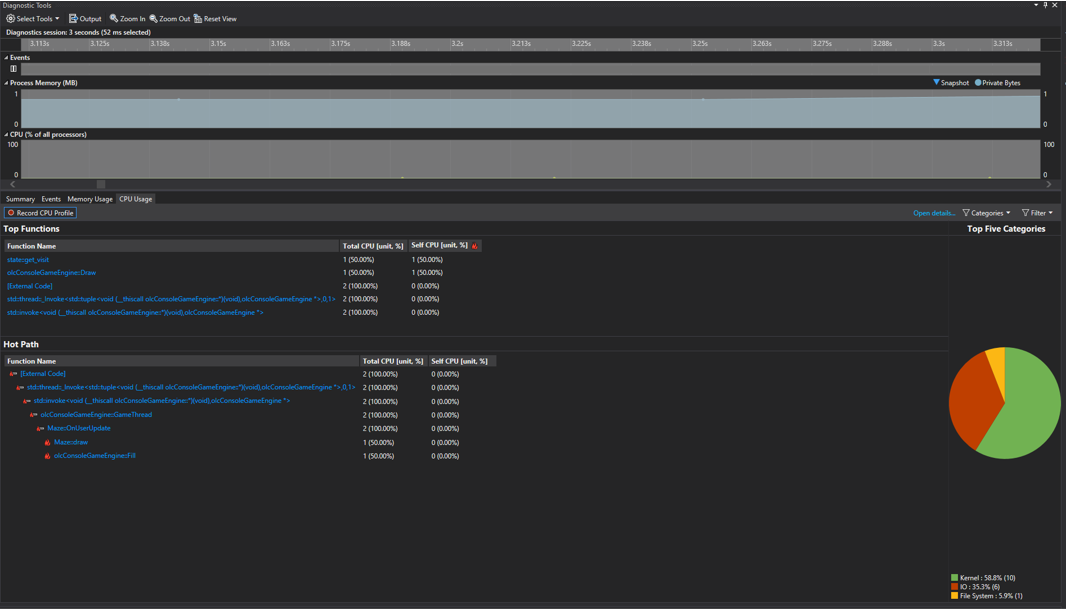 Diagnostic Tools
Select Tools Output Zoom In Zoom Out Reset View
Diagnostics session: 3 seconds (52 ms selected)
3.113s 3.125s 3.138s 3.15s 3.163s 3.175s 3.188s 3.2s 3.213s 3.225s 3.238s 3.25s 3.263s 3.275s 3.288s 3.3s 3.313s
Events
Process Memory (MB) Snapshot Private Bytes
1 1
0 0
CPU (% of all processors)
100 100
0 0
Summary Events Memory Usage CPU Usage
Record CPU Profile Open details... Categories Filter
Top Functions Top Five Categories
Function Name Total CPU [unit, %] Self CPU [unit, %]
state::get_visit 1 (50.00%) 1 (50.00%)
olcConsoleGameEngine::Draw 1 (50.00%) 1 (50.00%)
[External Code] 2 (100.00%) 0 (0.00%)
std::thread::_Invoke<std::tuple<void (__thiscall olcConsoleGameEngine::*)(void),olcConsoleGameEngine *>,0,1> 2 (100.00%) 0 (0.00%)
std::invoke<void (__thiscall olcConsoleGameEngine::*)(void),olcConsoleGameEngine *> 2 (100.00%) 0 (0.00%)
Hot Path
Function Name Total CPU [unit, %] Self CPU [unit, %]
[External Code] 2 (100.00%) 0 (0.00%)
std::thread::_Invoke<std::tuple<void (__thiscall olcConsoleGameEngine::*)(void),olcConsoleGameEngine *>,0,1> 2 (100.00%) 0 (0.00%)
std::invoke<void (__thiscall olcConsoleGameEngine::*)(void),olcConsoleGameEngine *> 2 (100.00%) 0 (0.00%)
olcConsoleGameEngine::GameThread 2 (100.00%) 0 (0.00%)
Maze::OnUserUpdate 2 (100.00%) 0 (0.00%)
Maze::draw 1 (50.00%) 0 (0.00%)
olcConsoleGameEngine::Fill 1 (50.00%) 0 (0.00%)
Kernel : 58.8% (10)
IO : 35.3% (6)
File System : 5.9% (1)